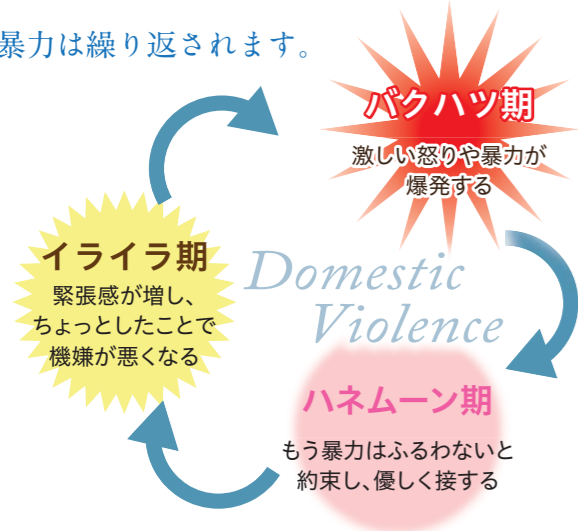 暴力は繰り返されます。
バクハツ期
激しい怒りや暴力が
爆発する
イライラ期
緊張感が増し、
ちょっとしたことで
機嫌が悪くなる
Domestic
Violence
ハネムーン期
もう暴力はふるわないと
約束し、優しく接する